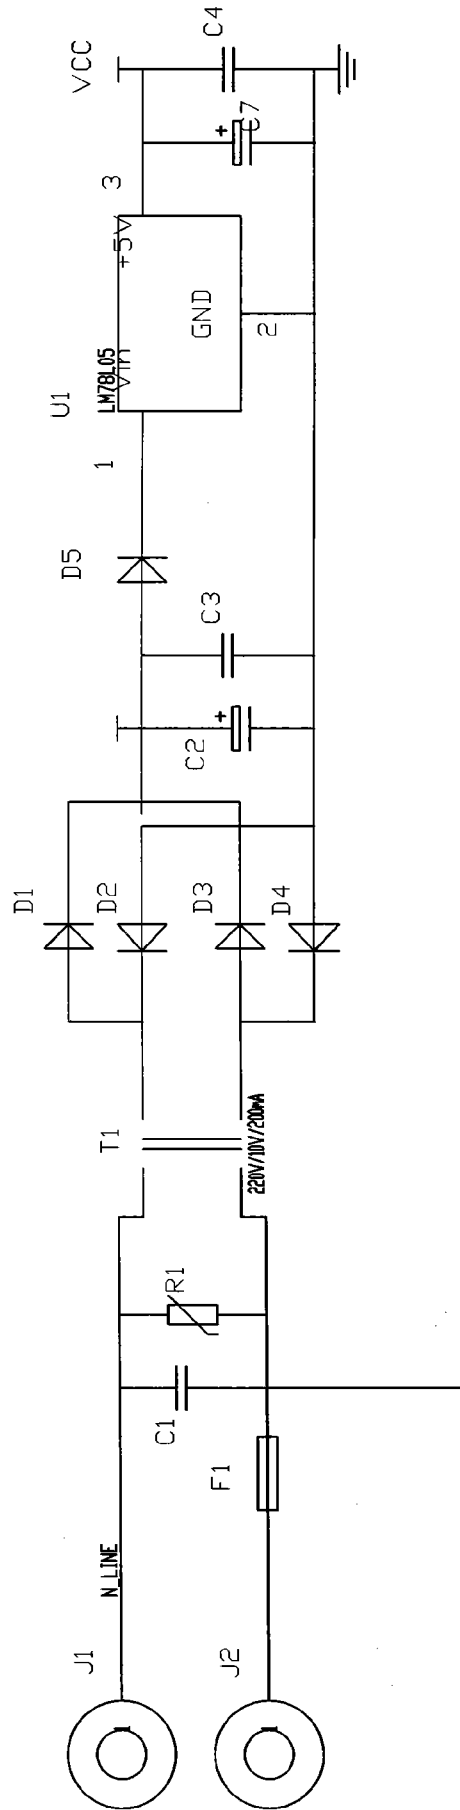 J1
N_LINE
J2
F1
C1
R1
T1
220V/10V/200mA
D1
D2
D3
D4
C2
+
C3
D5
1
U1
LM78L05
Vin
GND
2
+5V
3
+
C7
VCC
C4